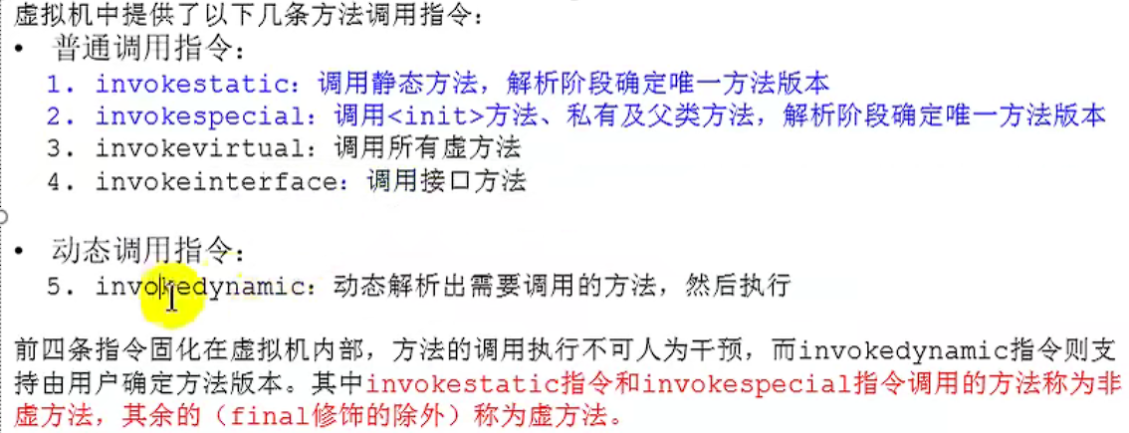 虚拟机中提供了以下几条方法调用指令：
• 普通调用指令：
1. invokestatic：调用静态方法，解析阶段确定唯一方法版本
2. invokespecial：调用<init>方法、私有及父类方法，解析阶段确定唯一方法版本
3. invokevirtual：调用所有虚方法
4. invokeinterface：调用接口方法
• 动态调用指令：
5. invokedynamic：动态解析出需要调用的方法，然后执行
前四条指令固化在虚拟机内部，方法的调用执行不可人为干预，而invokedynamic指令则支
持由用户确定方法版本。其中invokestatic指令和invokespecial指令调用的方法称为非
虚方法，其余的（final修饰的除外）称为虚方法。